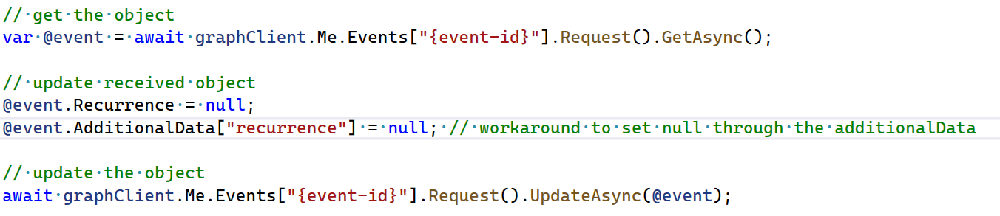 // get the object
var @event = await graphClient.Me.Events["{event-id}"].Request().GetAsync();
// update received object
@event.Recurrence = null;
@event.AdditionalData["recurrence"] = null; // workaround to set null through the additionalData
// update the object
await graphClient.Me.Events["{event-id}"].Request().UpdateAsync(@event);